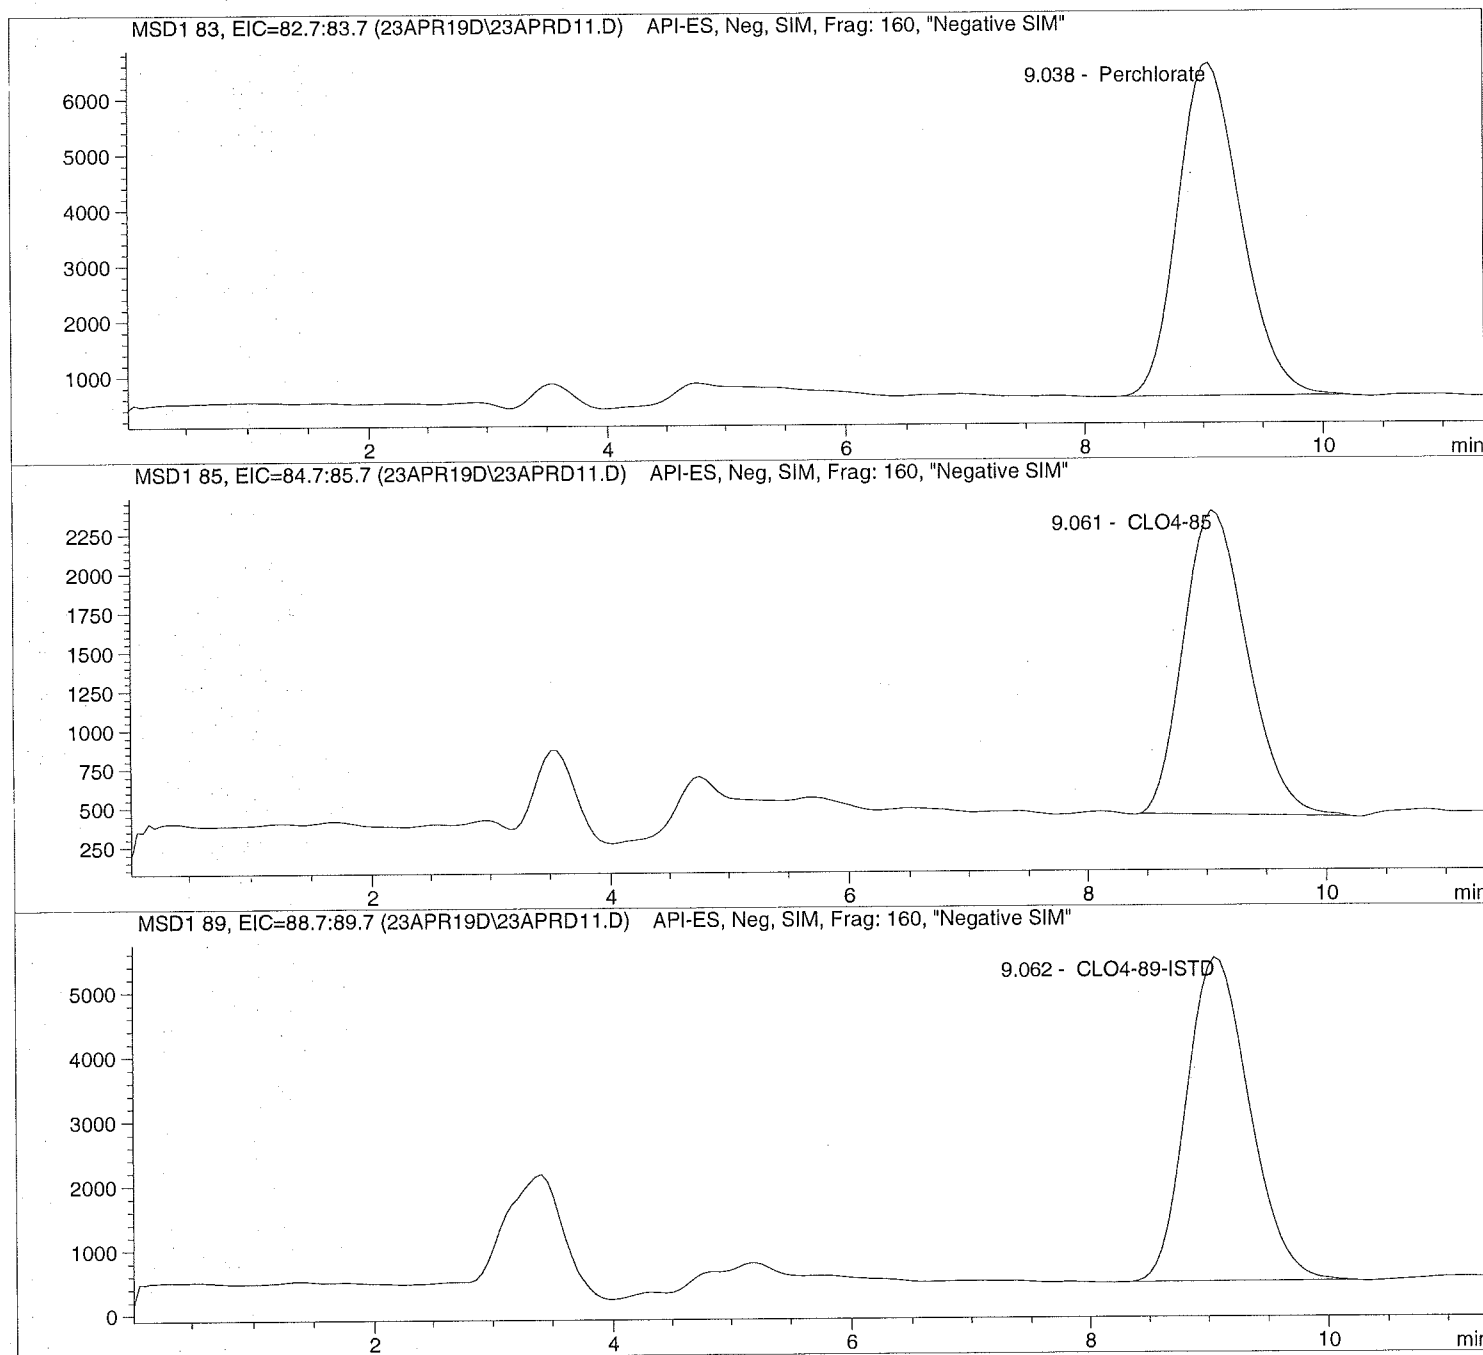 MSD1 83, EIC=82.7:83.7 (23APR19D\23APRD11.D) API-ES, Neg, SIM, Frag: 160, "Negative SIM"
9.038 - Perchlorate
6000
5000
4000
3000
2000
1000
2 4 6 8 10 min
MSD1 85, EIC=84.7:85.7 (23APR19D\23APRD11.D) API-ES, Neg, SIM, Frag: 160, "Negative SIM"
9.061 - CLO4-85
2250
2000
1750
1500
1250
1000
750
500
250
2 4 6 8 10 min
MSD1 89, EIC=88.7:89.7 (23APR19D\23APRD11.D) API-ES, Neg, SIM, Frag: 160, "Negative SIM"
9.062 - CLO4-89-ISTD
5000
4000
3000
2000
1000
0
2 4 6 8 10 min